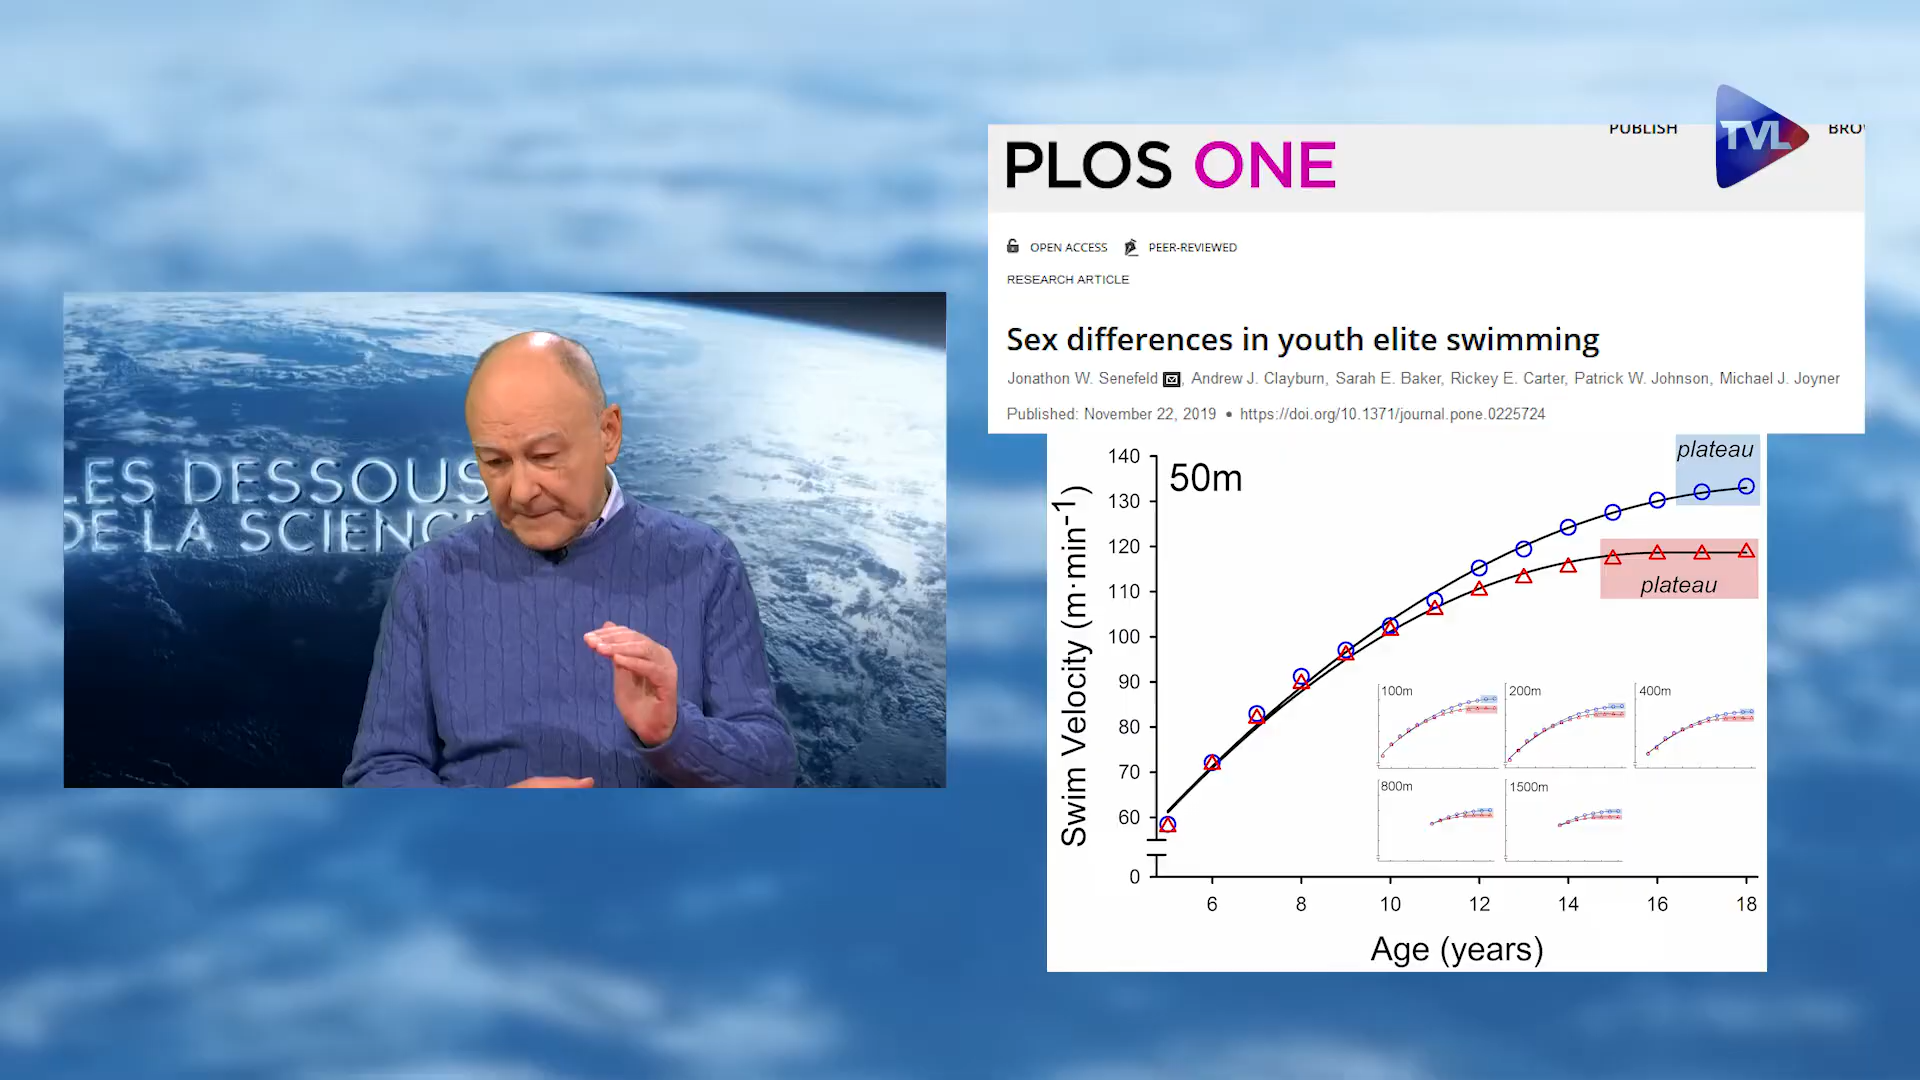 LES DESSOUS
DE LA SCIENC
TVL
PUBLISH
BRO
PLOS ONE
OPEN ACCESS
PEER-REVIEWED
RESEARCH ARTICLE
Sex differences in youth elite swimming
Jonathon W. Senefeld , Andrew J. Clayburn, Sarah E. Baker, Rickey E. Carter, Patrick W. Johnson, Michael J. Joyner
Published: November 22, 2019 • https://doi.org/10.1371/journal.pone.0225724
50m
plateau
plateau
Swim Velocity (m·min-1)
140
130
120
110
100
90
80
70
60
0
100m
200m
400m
800m
1500m
6 8 10 12 14 16 18
Age (years)